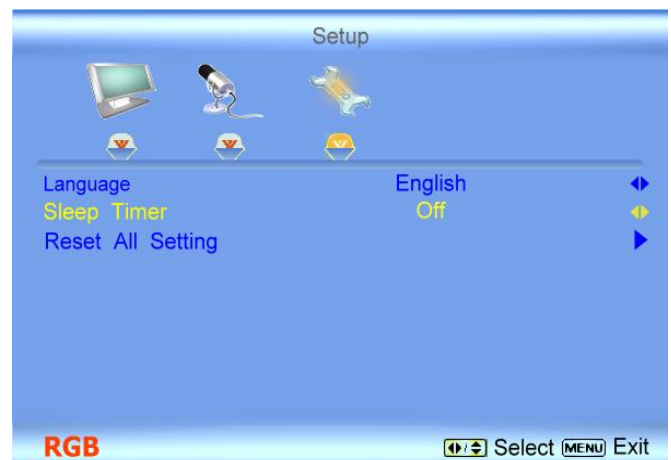 Setup
Language English
Sleep Timer Off
Reset All Setting
RGB Select MENU Exit